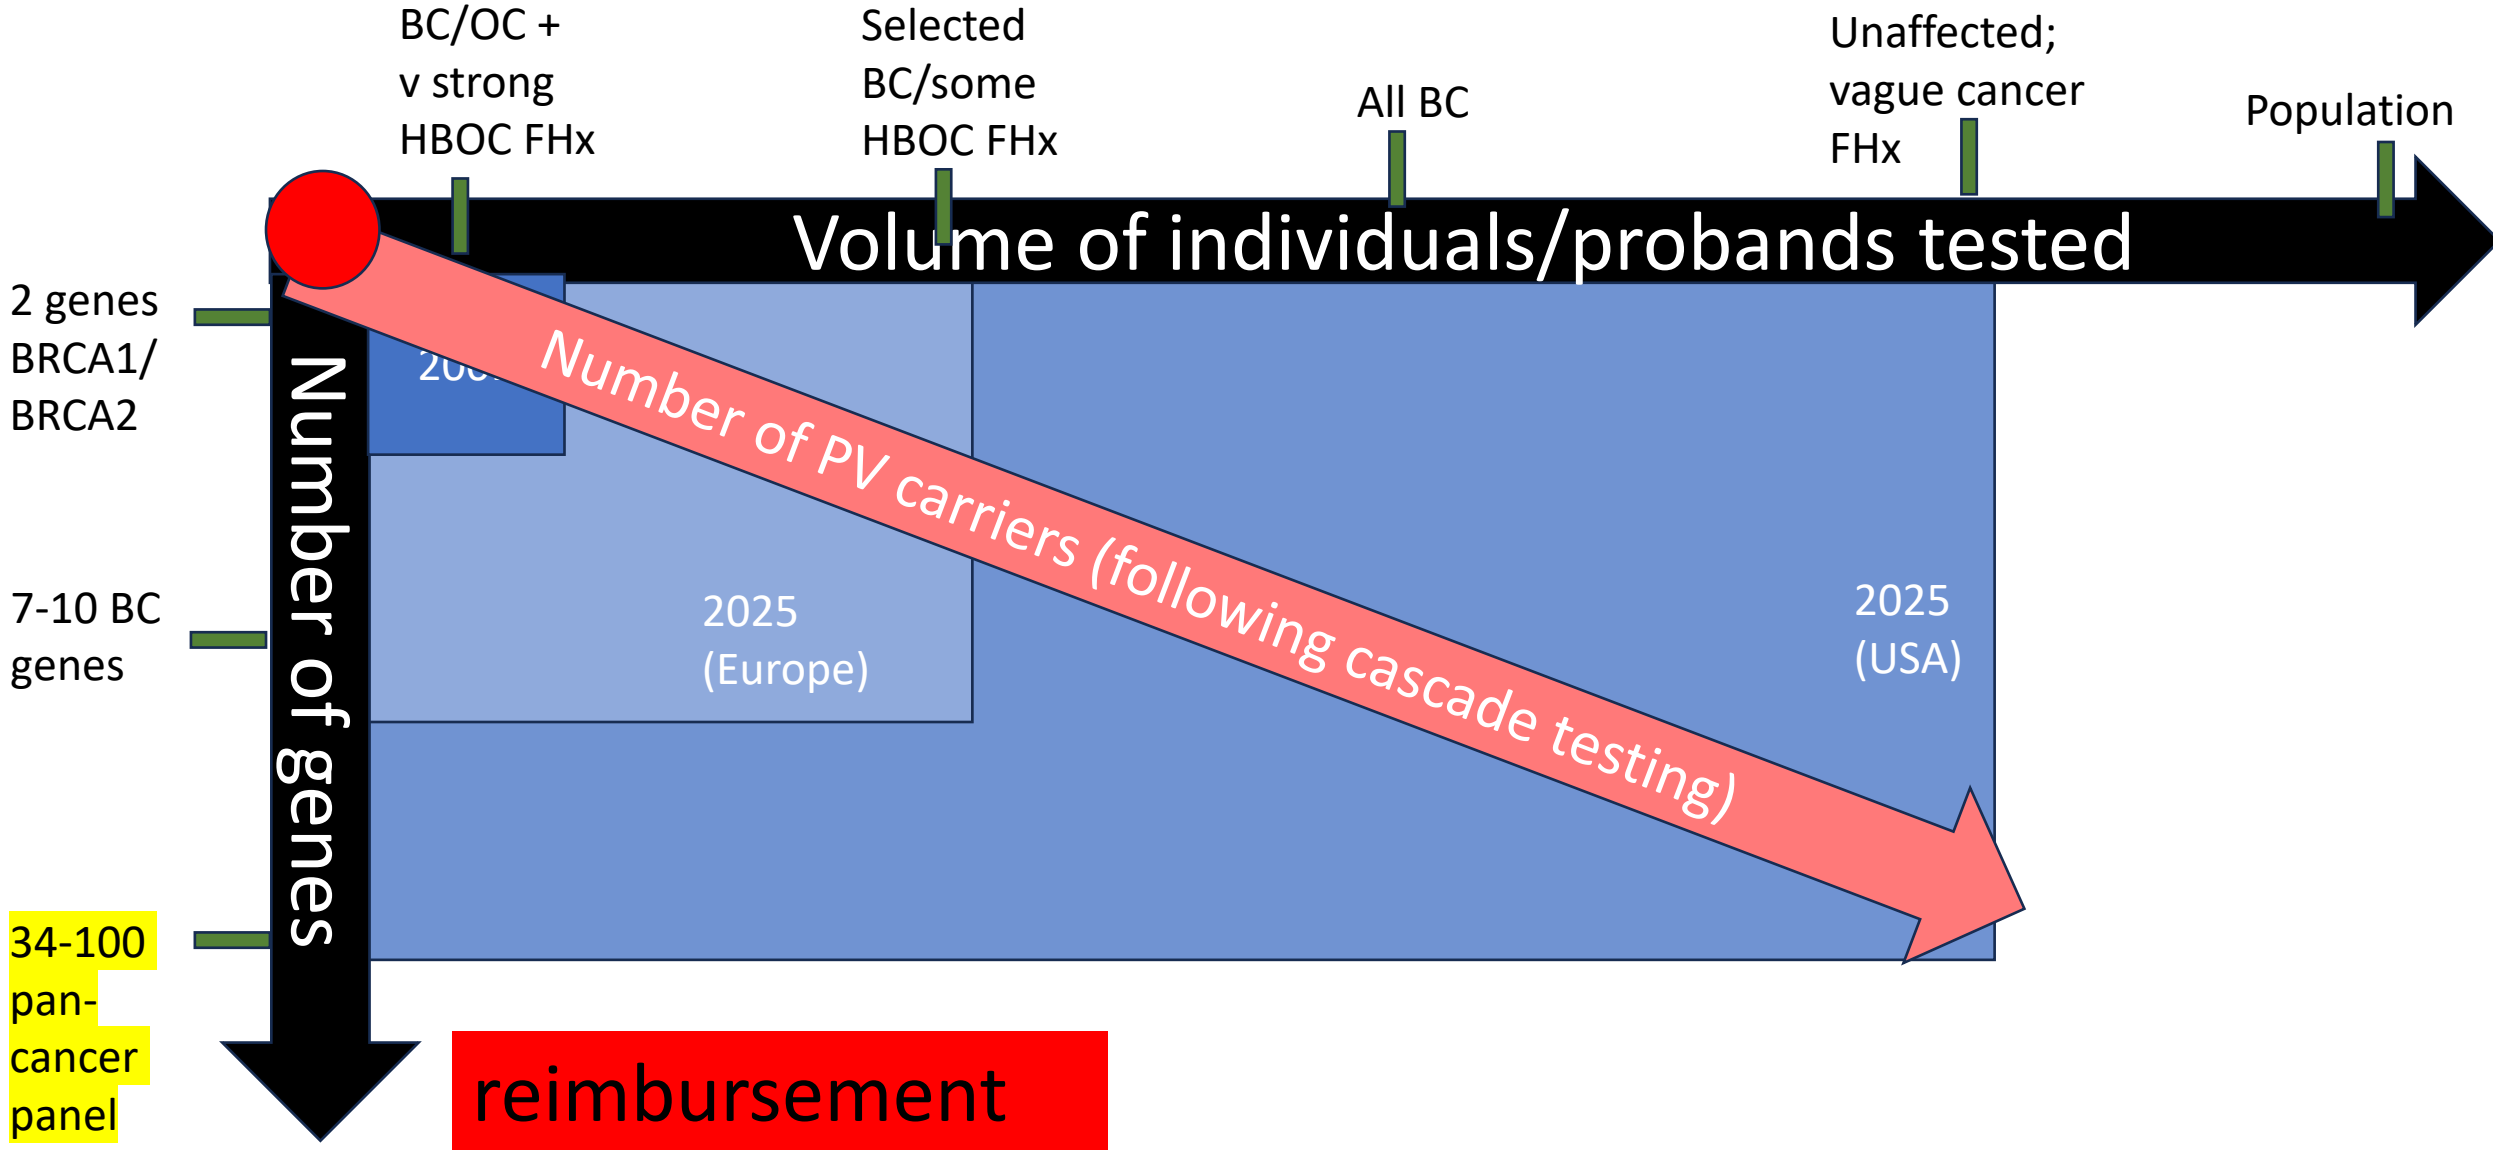 BC/OC +
v strong
HBOC FHx
Selected
BC/some
HBOC FHx
All BC
Unaffected;
vague cancer
FHx
Population
Volume of individuals/probands tested
2 genes
BRCA1/
BRCA2
7-10 BC
genes
34-100
pan-
cancer
panel
Number of genes
Number of PV carriers (following cascade testing)
2025
(Europe)
2025
(USA)
reimbursement